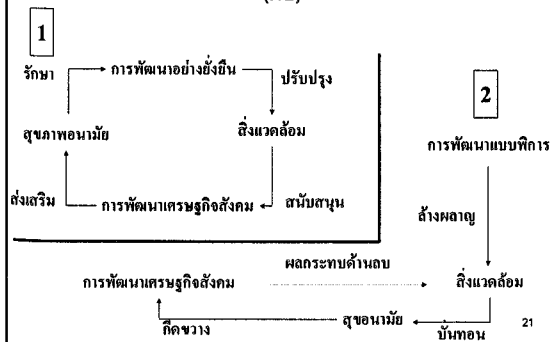 1
รักษา
การพัฒนาอย่างยั่งยืน
ปรับปรุง
สุขภาพอนามัย
สิ่งแวดล้อม
ส่งเสริม
การพัฒนาเศรษฐกิจสังคม
สนับสนุน
2
การพัฒนาแบบพิการ
ล้างผลาญ
ผลกระทบด้านลบ
การพัฒนาเศรษฐกิจสังคม
สิ่งแวดล้อม
สุขอนามัย
กีดขวาง
บั่นทอน
21